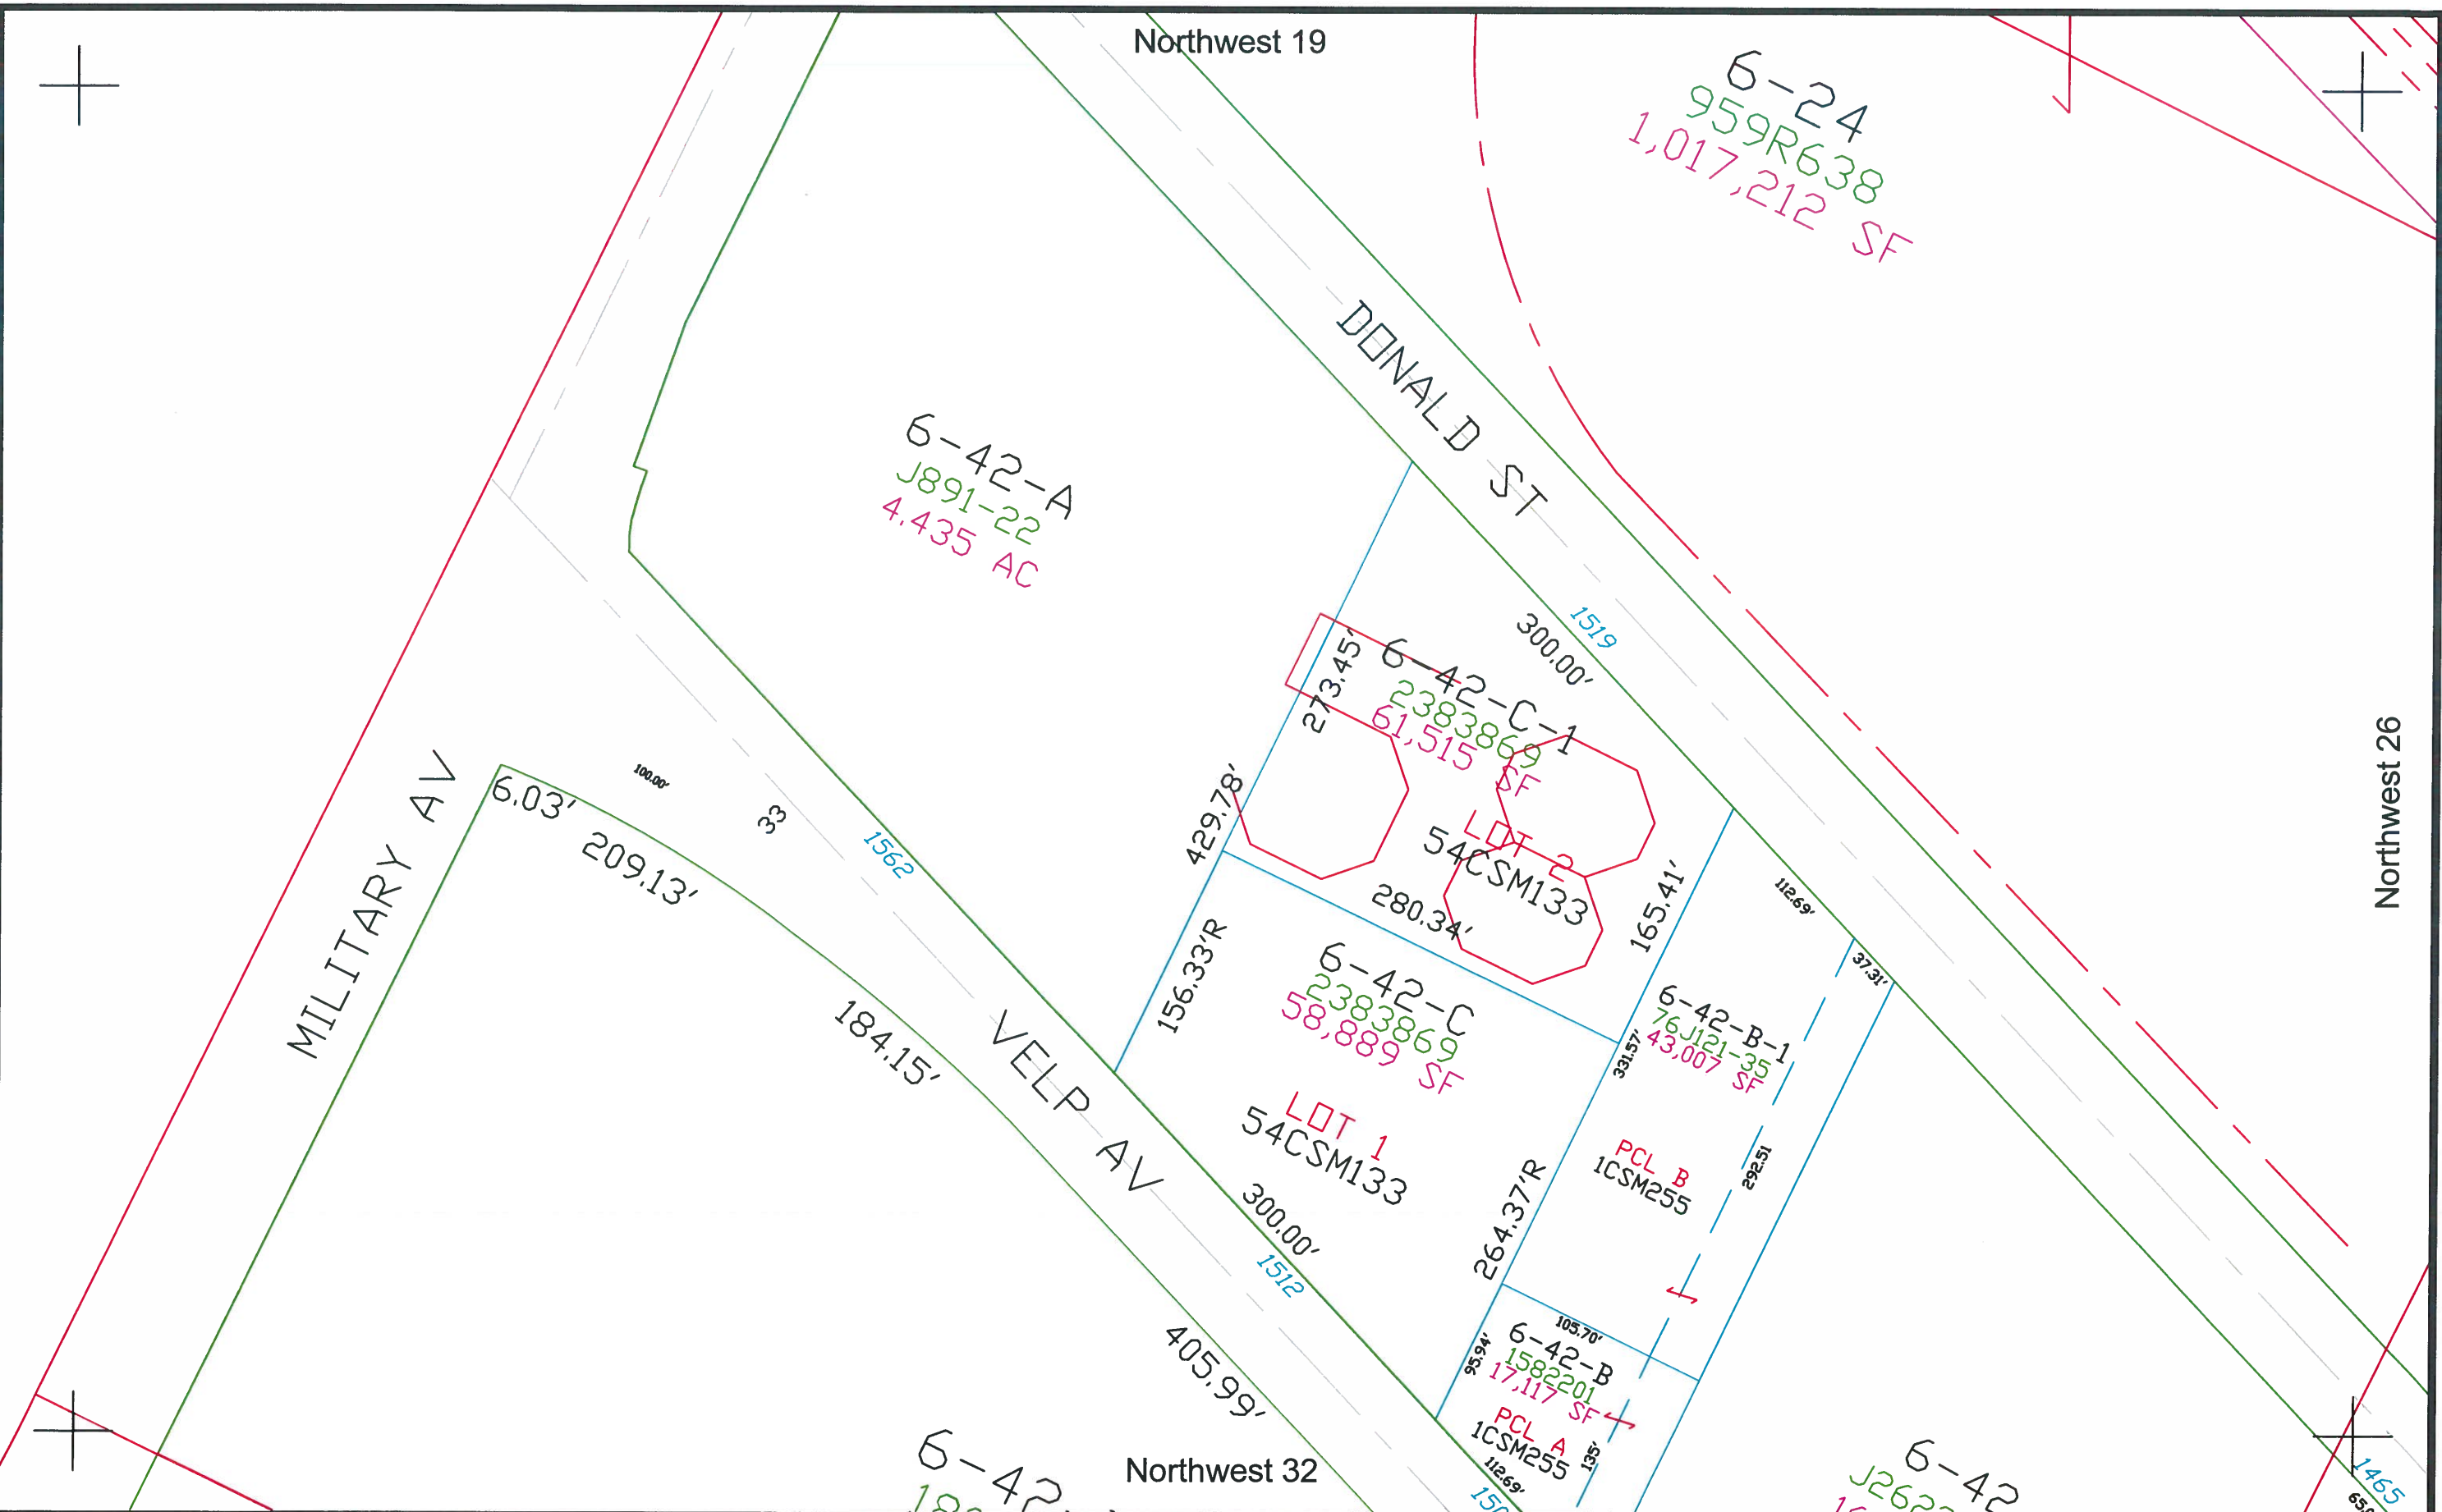 Northwest 19
6-24
959R638
1,017,212 SF
DONALD ST
6-42-A
J891-22
4.435 AC
1519
300.00'
273.45'
6-42-C-1
2383869
61,515 SF
LOT 2
54CSM133
429.78'
280.34'
165.41'
112.69'
37.31'
Northwest 26
MILITARY AV
6.03'
100.00'
33
209.13'
1562
184.15'
VELP AV
156.33'R
6-42-C
2383869
58,889 SF
LOT 1
54CSM133
300.00'
1512
331.57'
6-42-B-1
76J121-35
43,007 SF
PCL B
1CSM255
292.51
264.37'R
105.70'
95.94'
6-42-B
1582201
17,117 SF
PCL A
1CSM255
135'
112.69'
405.99'
Northwest 32
6-42
6-42
1465